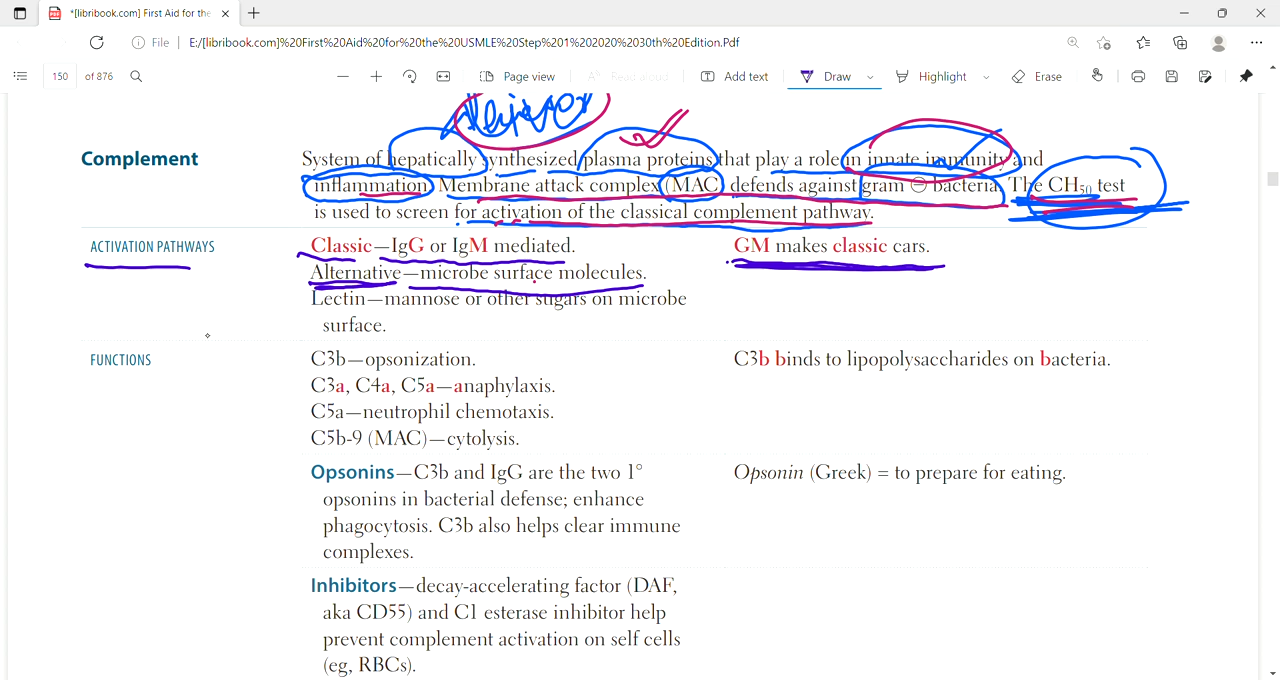 *[libribook.com] First Aid for the
File
E:/[libribook.com]%20First%20Aid%20for%20the%20USMLE%20Step%201%202020%2030th%20Edition.Pdf
150 of 876
Page view
Read aloud
Add text
Draw
Highlight
Erase
Complement
System of hepatically synthesized plasma proteins that play a role in innate immunity and
inflammation. Membrane attack complex (MAC) defends against gram ⊖ bacteria. The CH50 test
is used to screen for activation of the classical complement pathway.
ACTIVATION PATHWAYS
Classic—IgG or IgM mediated.
Alternative—microbe surface molecules.
Lectin—mannose or other sugars on microbe
surface.
GM makes classic cars.
FUNCTIONS
C3b—opsonization.
C3a, C4a, C5a—anaphylaxis.
C5a—neutrophil chemotaxis.
C5b-9 (MAC)—cytolysis.
C3b binds to lipopolysaccharides on bacteria.
Opsonins—C3b and IgG are the two 1°
opsonins in bacterial defense; enhance
phagocytosis. C3b also helps clear immune
complexes.
Opsonin (Greek) = to prepare for eating.
Inhibitors—decay-accelerating factor (DAF,
aka CD55) and C1 esterase inhibitor help
prevent complement activation on self cells
(eg, RBCs).